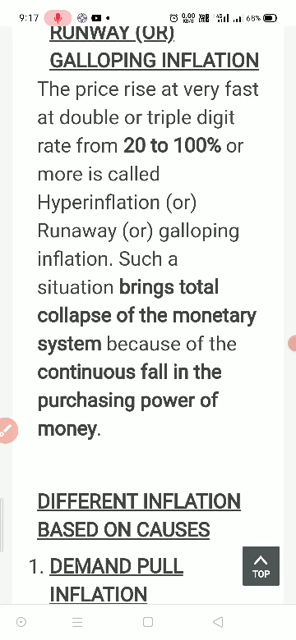 9:17
68%
RUNWAY (OR)
GALLOPING INFLATION
The price rise at very fast
at double or triple digit
rate from 20 to 100% or
more is called
Hyperinflation (or)
Runaway (or) galloping
inflation. Such a
situation brings total
collapse of the monetary
system because of the
continuous fall in the
purchasing power of
money.
DIFFERENT INFLATION
BASED ON CAUSES
1. DEMAND PULL
INFLATION
TOP